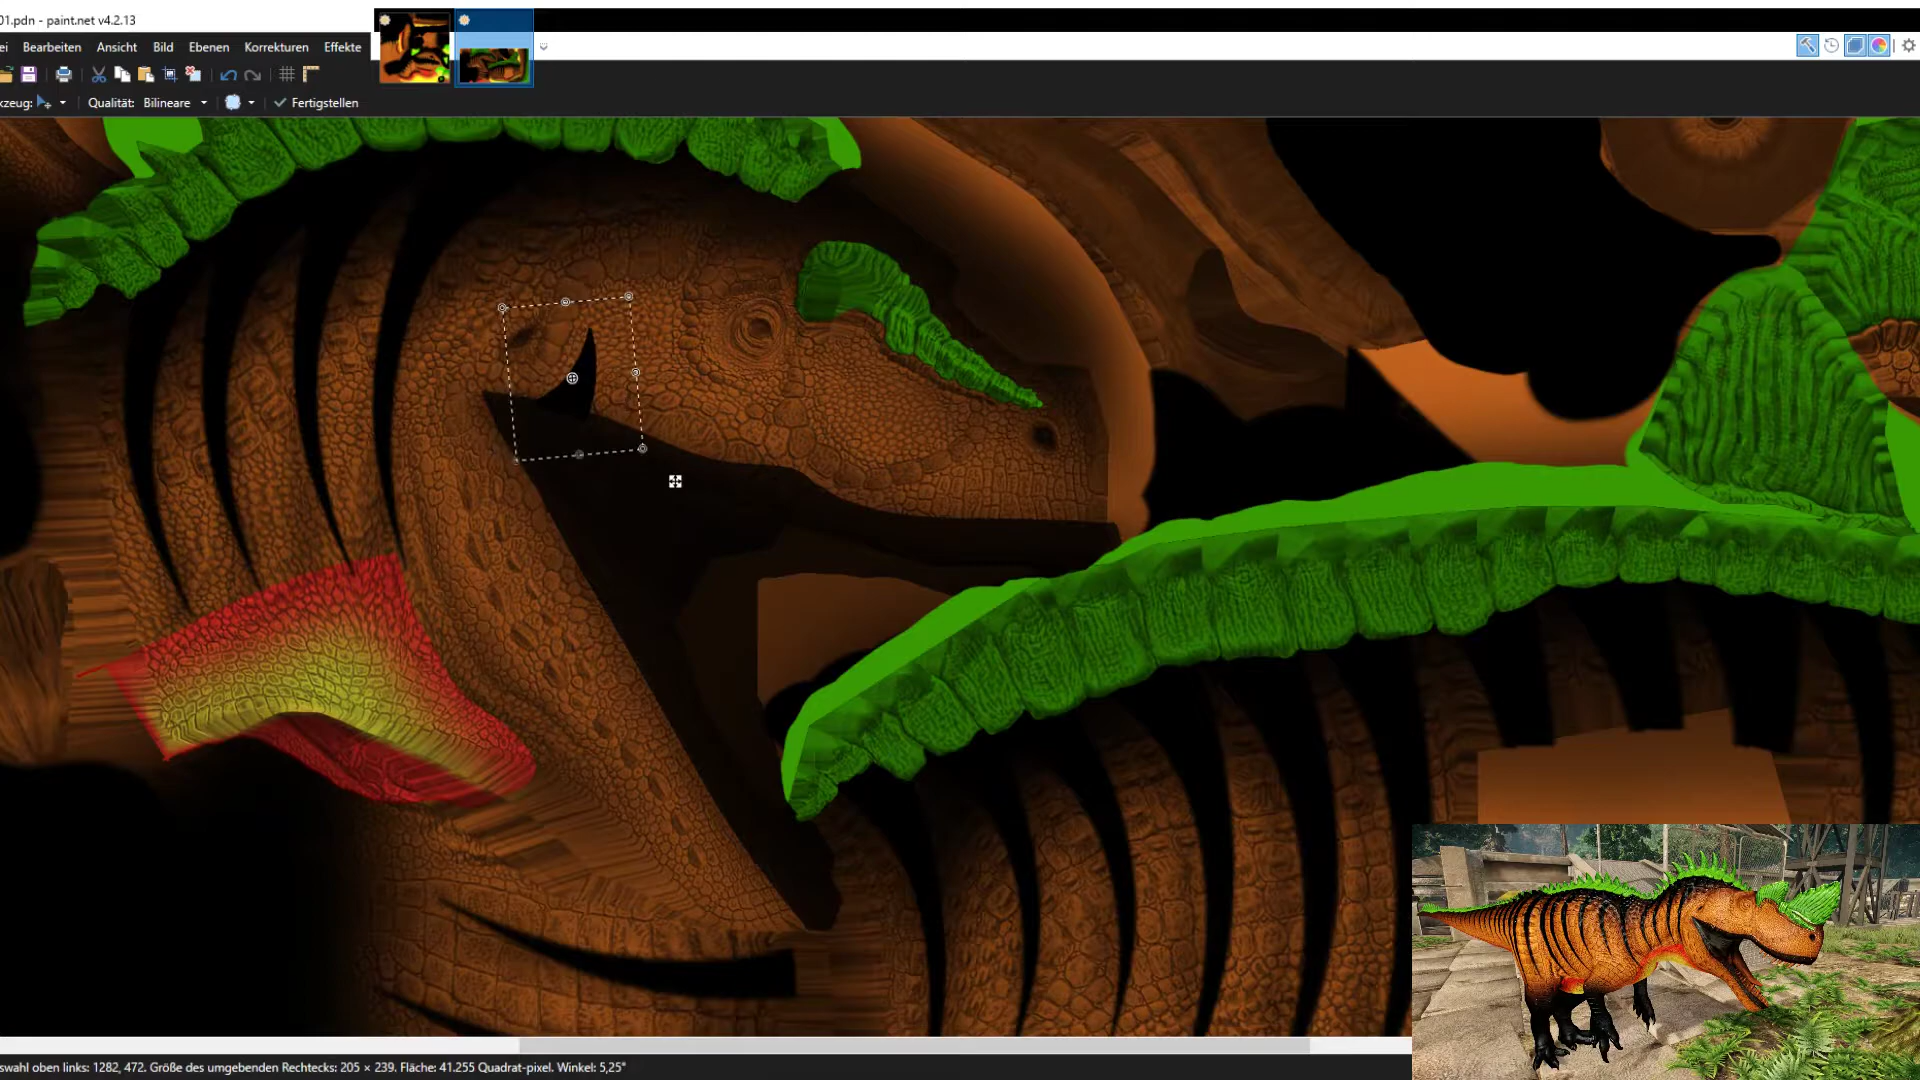 01.pdn - paint.net v4.2.13
ei Bearbeiten Ansicht Bild Ebenen Korrekturen Effekte
kzeug: Qualität: Bilineare Fertigstellen
swahl oben links: 1282, 472. Größe des umgebenden Rechtecks: 205 × 239. Fläche: 41.255 Quadrat-pixel. Winkel: 5,25°